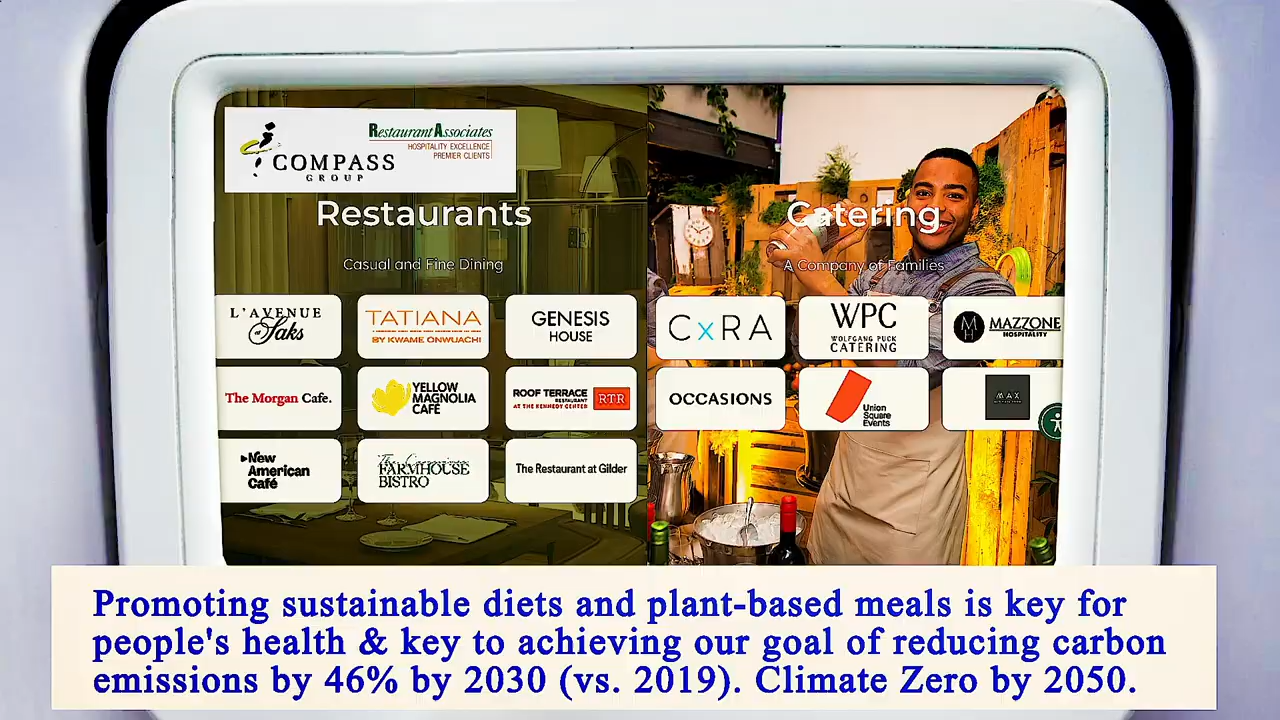 COMPASS
GROUP
RESTAURANT ASSOCIATES
HOSPITALITY EXCELLENCE
PREMIER CLIENTS
Restaurants
Casual and Fine Dining
L'AVENUE
at Saks
TATIANA
BY KWAME ONWUACHI
GENESIS
HOUSE
The Morgan Cafe.
YELLOW
MAGNOLIA
CAFÉ
ROOF TERRACE
RESTAURANT
AT THE KENNEDY CENTER
RTR
New
American
Café
FARMHOUSE
BISTRO
The Restaurant at Gilder
Catering
A Company of Families
CxRA
WPC
WOLFGANG PUCK
CATERING
MH
MAZZONE
HOSPITALITY
OCCASIONS
Union
Square
Events
MAX
Promoting sustainable diets and plant-based meals is key for
people's health & key to achieving our goal of reducing carbon
emissions by 46% by 2030 (vs. 2019). Climate Zero by 2050.